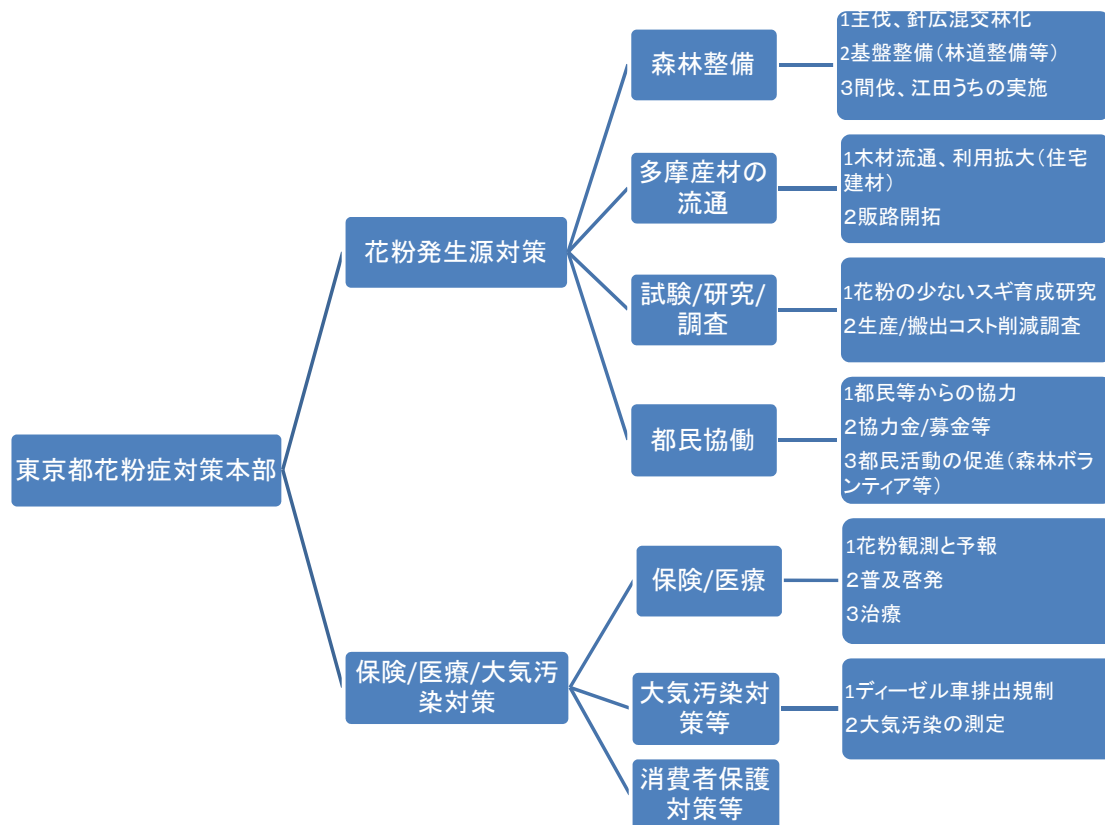 東京都花粉症対策本部
花粉発生源対策
森林整備
1主伐、針広混交林化
2基盤整備(林道整備等)
3間伐、江田うちの実施
多摩産材の
流通
1木材流通、利用拡大(住宅
建材)
2販路開拓
試験/研究/
調査
1花粉の少ないスギ育成研究
2生産/搬出コスト削減調査
都民協働
1都民等からの協力
2協力金/募金等
3都民活動の促進(森林ボラ
ンティア等)
保険/医療/大気汚
染対策
保険/医療
1花粉観測と予報
2普及啓発
3治療
大気汚染対
策等
1ディーゼル車排出規制
2大気汚染の測定
消費者保護
対策等